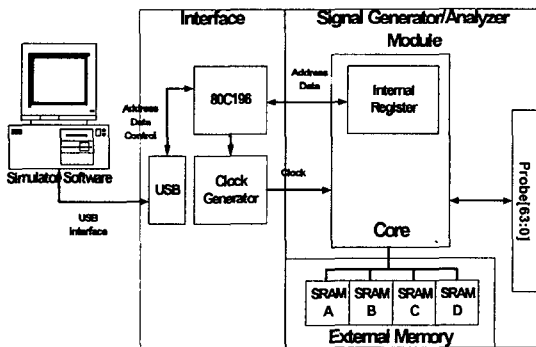 Interface
Signal Generator/Analyzer
Module
80C196
Address
Data
Internal
Register
Address
Data
Control
Simulator Software
USB
Clock
Generator
Clock
USB
Interface
Core
Probe[63:0]
SRAM
A
SRAM
B
SRAM
C
SRAM
D
External Memory